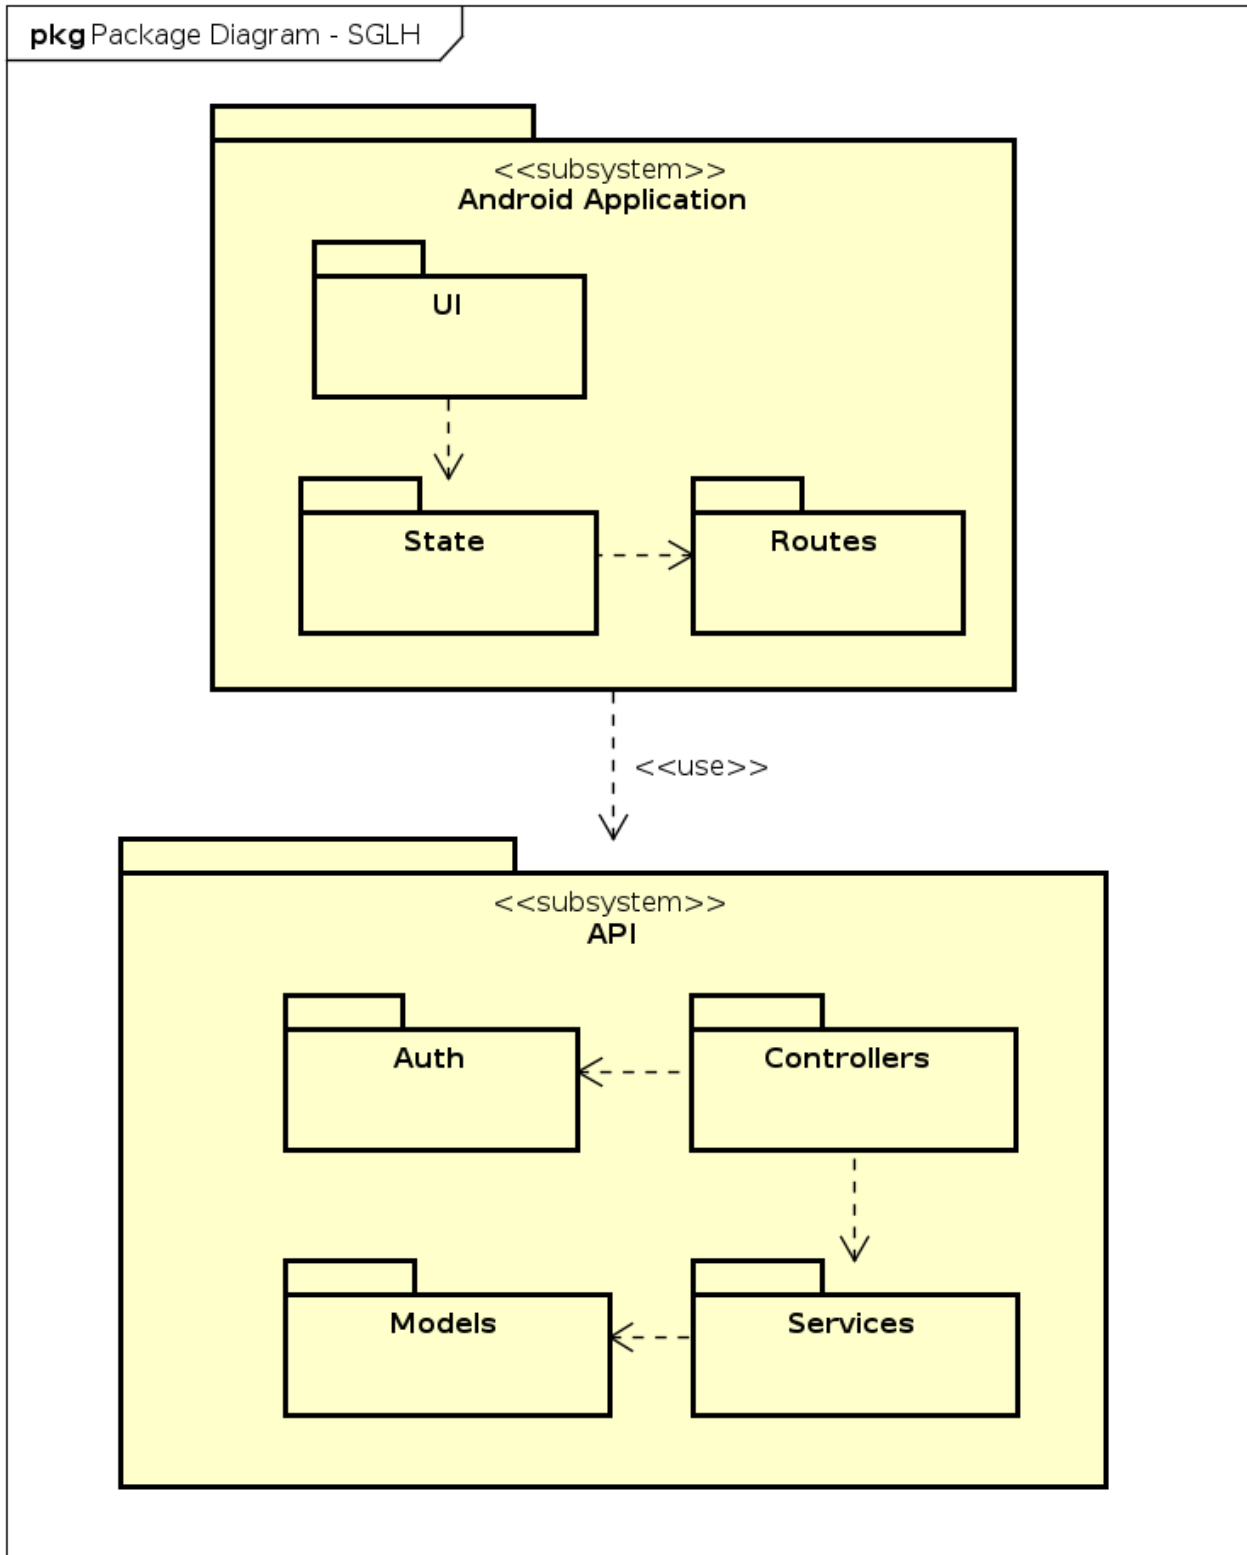 pkg Package Diagram - SGLH
<<subsystem>>
Android Application
UI
State
Routes
<<use>>
<<subsystem>>
API
Auth
Controllers
Models
Services